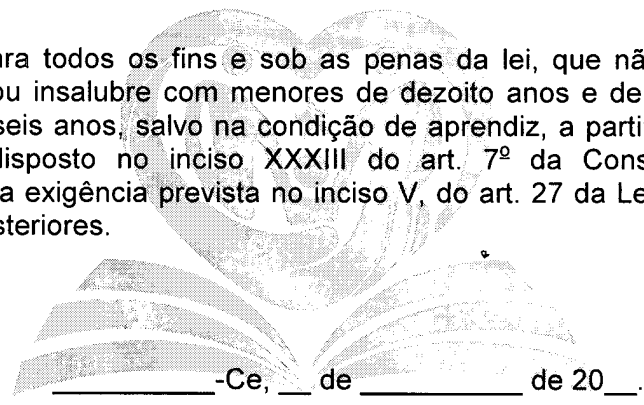 ara todos os fins e sob as penas da lei, que nã
ou insalubre com menores de dezoito anos e de
seis anos, salvo na condição de aprendiz, a parti
disposto no inciso XXXIII do art. 7º da Cons
a exigência prevista no inciso V, do art. 27 da Le
steriores.
__________-Ce, __ de __________ de 20__.